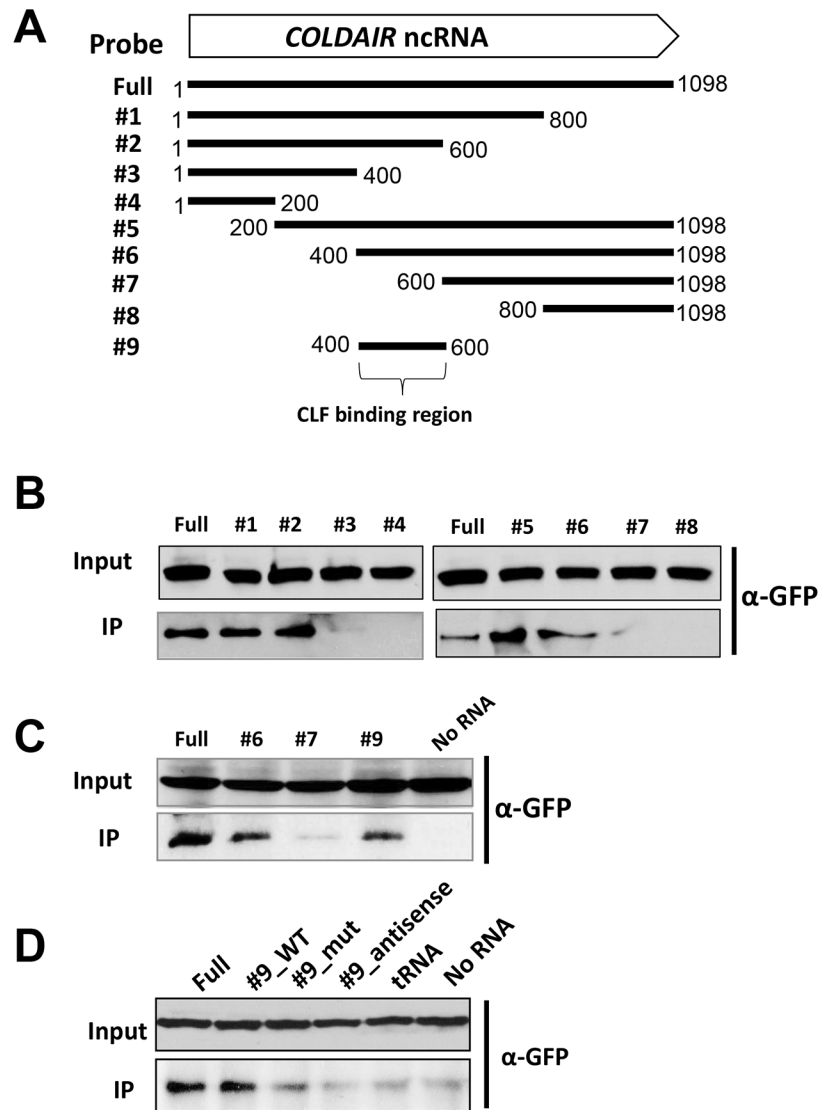 A
Probe
COLDAIR ncRNA
Full 1 1098
#1 1 800
#2 1 600
#3 1 400
#4 1 200
#5 200 1098
#6 400 1098
#7 600 1098
#8 800 1098
#9 400 600
CLF binding region
B
Full #1 #2 #3 #4 Full #5 #6 #7 #8
Input
IP
α-GFP
C
Full #6 #7 #9 No RNA
Input
IP
α-GFP
D
Full #9_WT #9_mut #9_antisense tRNA No RNA
Input
IP
α-GFP